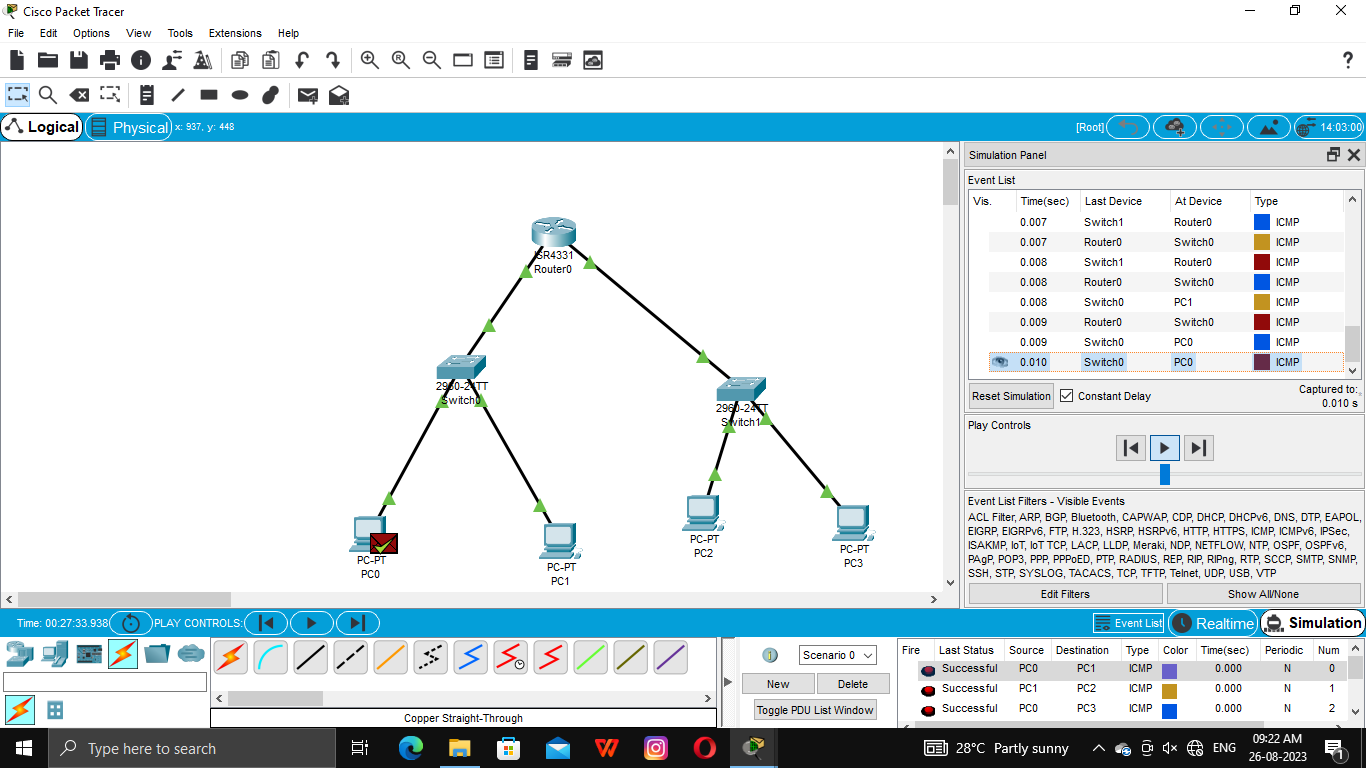 Cisco Packet Tracer
File Edit Options View Tools Extensions Help
?
Logical Physical x: 937, y: 448 [Root] 14:03:00
Simulation Panel
Event List
Vis. Time(sec) Last Device At Device Type
0.007 Switch1 Router0 ICMP
0.007 Router0 Switch0 ICMP
0.008 Switch1 Router0 ICMP
0.008 Router0 Switch0 ICMP
0.008 Switch0 PC1 ICMP
0.009 Router0 Switch0 ICMP
0.009 Switch0 PC0 ICMP
0.010 Switch0 PC0 ICMP
Reset Simulation Constant Delay Captured to:
0.010 s
Play Controls
Event List Filters - Visible Events
ACL Filter, ARP, BGP, Bluetooth, CAPWAP, CDP, DHCP, DHCPv6, DNS, DTP, EAPOL,
EIGRP, EIGRPv6, FTP, H.323, HSRP, HSRPv6, HTTP, HTTPS, ICMP, ICMPv6, IPSec,
ISAKMP, IoT, IoT TCP, LACP, LLDP, Meraki, NDP, NETFLOW, NTP, OSPF, OSPFv6,
PAgP, POP3, PPP, PPPoED, PTP, RADIUS, REP, RIP, RIPng, RTP, SCCP, SMTP, SNMP,
SSH, STP, SYSLOG, TACACS, TCP, TFTP, Telnet, UDP, USB, VTP
Edit Filters Show All/None
ISR4331
Router0
2960-24TT
Switch0
2960-24TT
Switch1
PC-PT
PC0
PC-PT
PC1
PC-PT
PC2
PC-PT
PC3
Time: 00:27:33.938 PLAY CONTROLS: Event List Realtime Simulation
Scenario 0
New Delete
Toggle PDU List Window
Fire Last Status Source Destination Type Color Time(sec) Periodic Num
Successful PC0 PC1 ICMP 0.000 N 0
Successful PC1 PC2 ICMP 0.000 N 1
Successful PC0 PC3 ICMP 0.000 N 2
Copper Straight-Through
Type here to search
28°C Partly sunny ENG 09:22 AM
26-08-2023
1